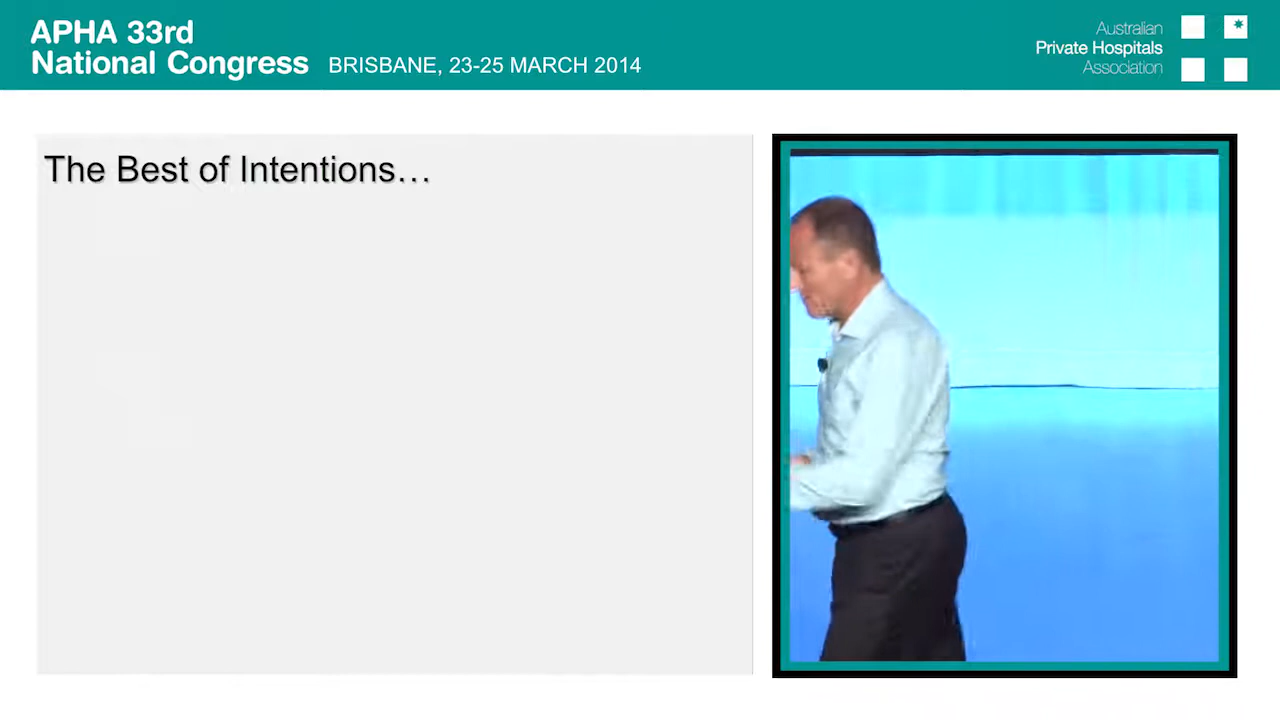 APHA 33rd
National Congress BRISBANE, 23-25 MARCH 2014
Australian
Private Hospitals
Association
The Best of Intentions…